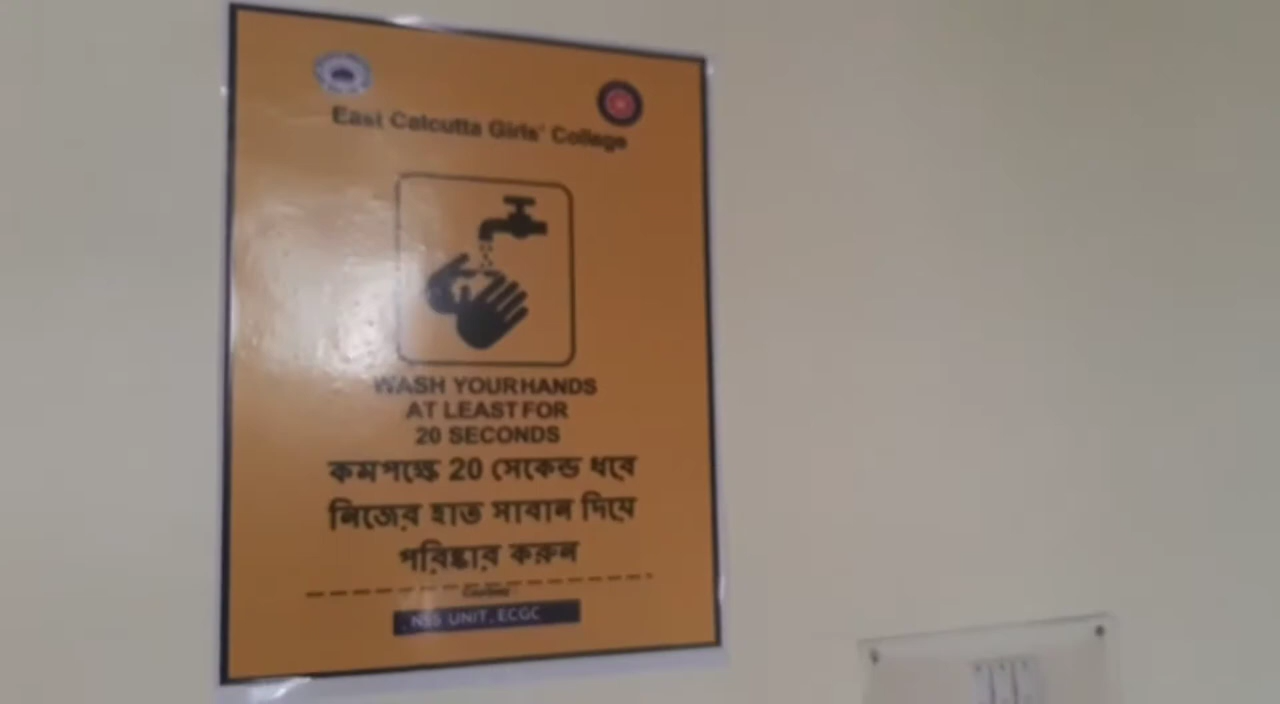 East Calcutta Girls' College
WASH YOUR HANDS
AT LEAST FOR
20 SECONDS
কমপক্ষে 20 সেকেন্ড ধরে
নিজের হাত সাবান দিয়ে
পরিষ্কার করুন
NSS UNIT, ECGC